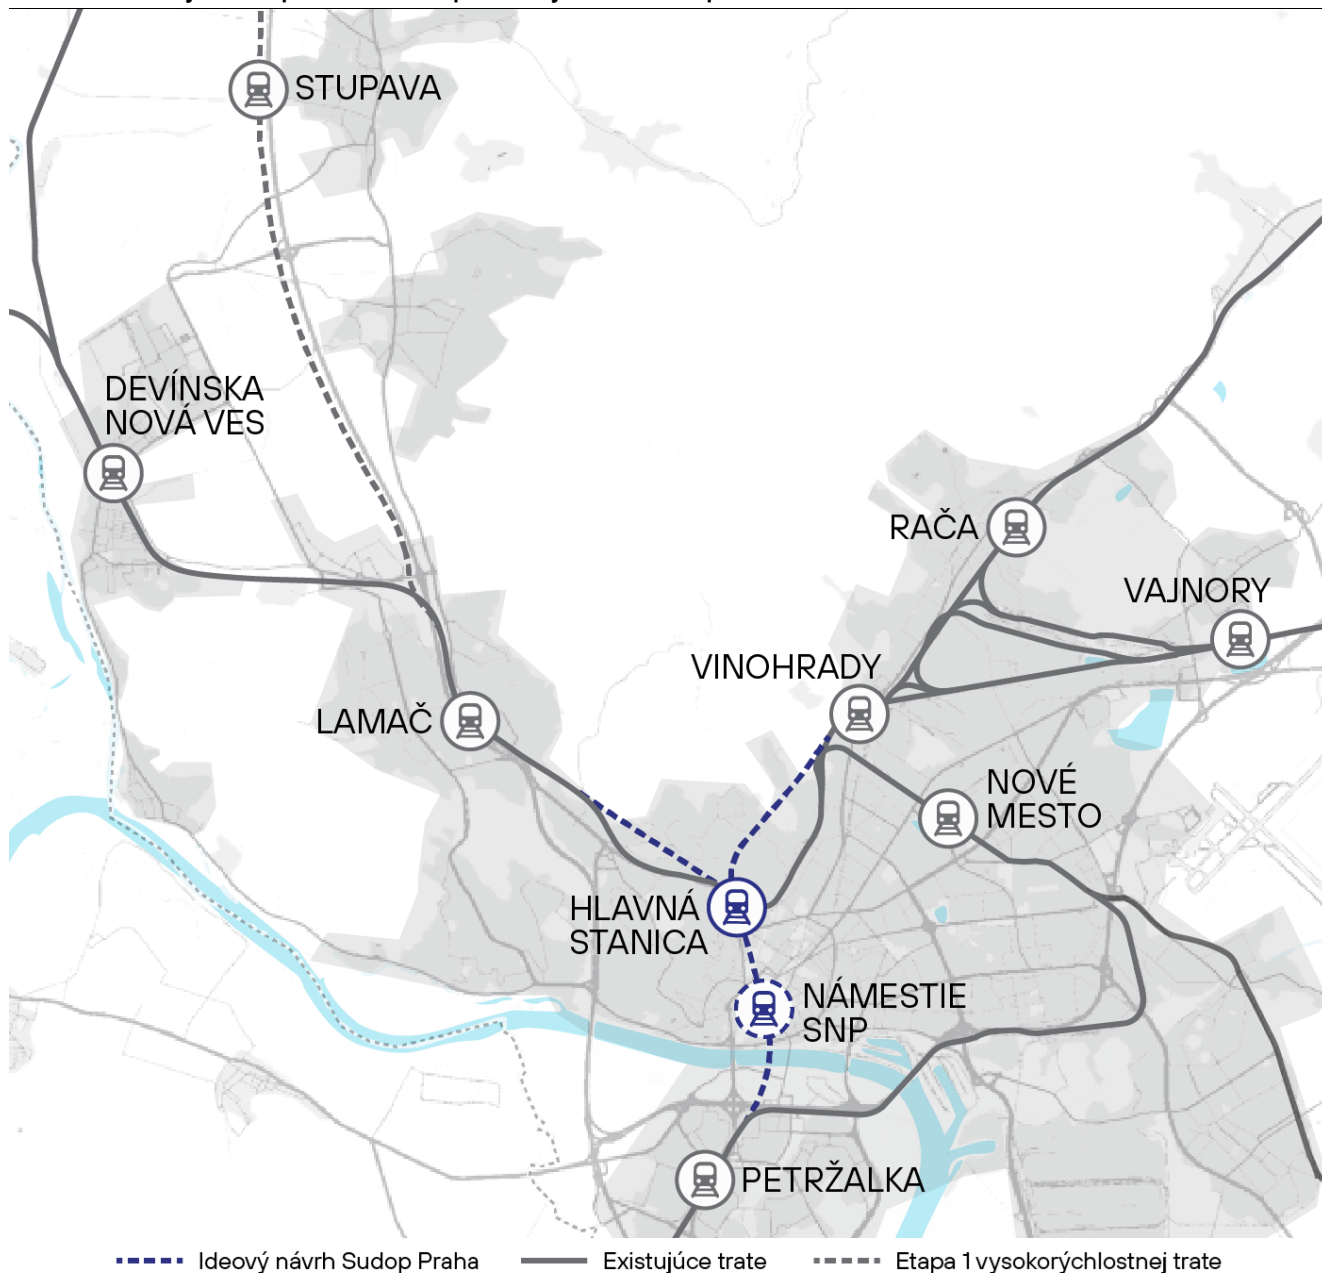 STUPAVA
DEVÍNSKA
NOVÁ VES
RAČA
VAJNORY
VINOHRADY
LAMAČ
NOVÉ
MESTO
HLAVNÁ
STANICA
NÁMESTIE
SNP
PETRŽALKA
Ideový návrh Sudop Praha
Existujúce trate
Etapa 1 vysokorýchlostnej trate